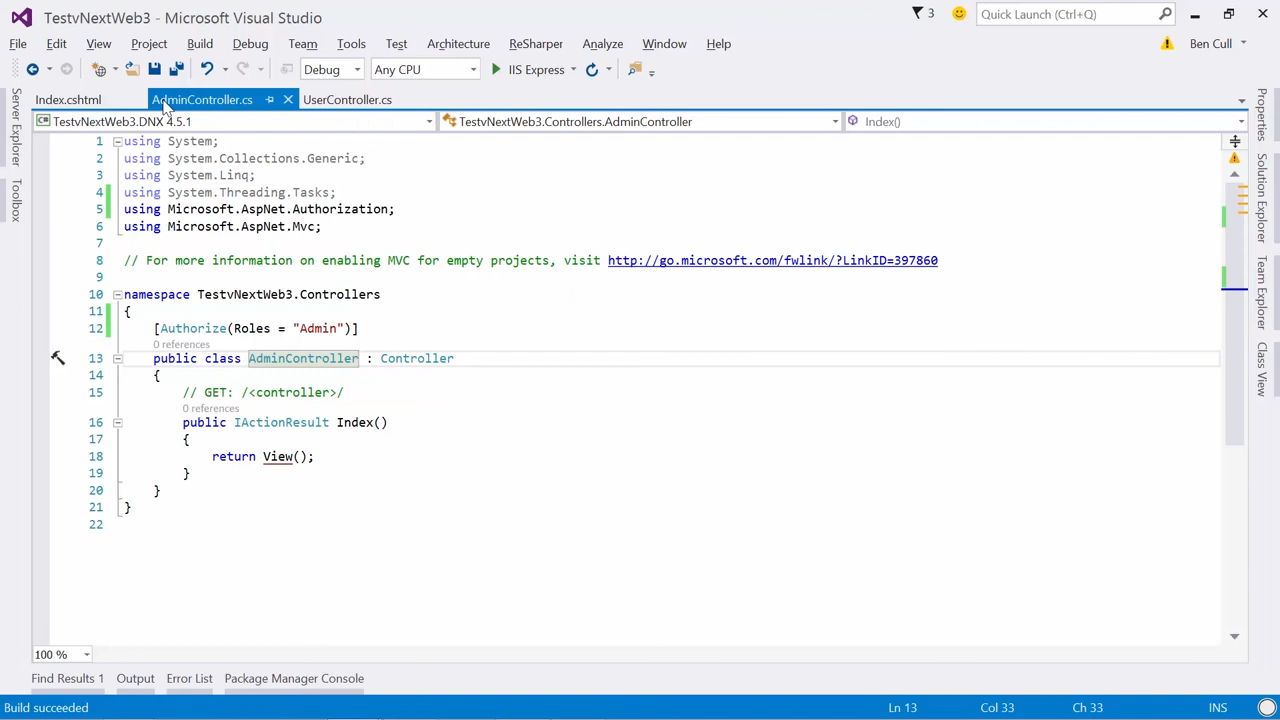 TestvNextWeb3 - Microsoft Visual Studio
3
Quick Launch (Ctrl+Q)
File Edit View Project Build Debug Team Tools Test Architecture ReSharper Analyze Window Help
Ben Cull
Debug Any CPU IIS Express
Index.cshtml AdminController.cs UserController.cs
TestvNextWeb3.DNX 4.5.1 TestvNextWeb3.Controllers.AdminController Index()
Server Explorer
Toolbox
Properties
Solution Explorer
Team Explorer
Class View
1 using System;
2 using System.Collections.Generic;
3 using System.Linq;
4 using System.Threading.Tasks;
5 using Microsoft.AspNet.Authorization;
6 using Microsoft.AspNet.Mvc;
7
8 // For more information on enabling MVC for empty projects, visit http://go.microsoft.com/fwlink/?LinkID=397860
9
10 namespace TestvNextWeb3.Controllers
11 {
12 [Authorize(Roles = "Admin")]
0 references
13 public class AdminController : Controller
14 {
15 // GET: /<controller>/
0 references
16 public IActionResult Index()
17 {
18 return View();
19 }
20 }
21 }
22
100 %
Find Results 1 Output Error List Package Manager Console
Build succeeded Ln 13 Col 33 Ch 33 INS